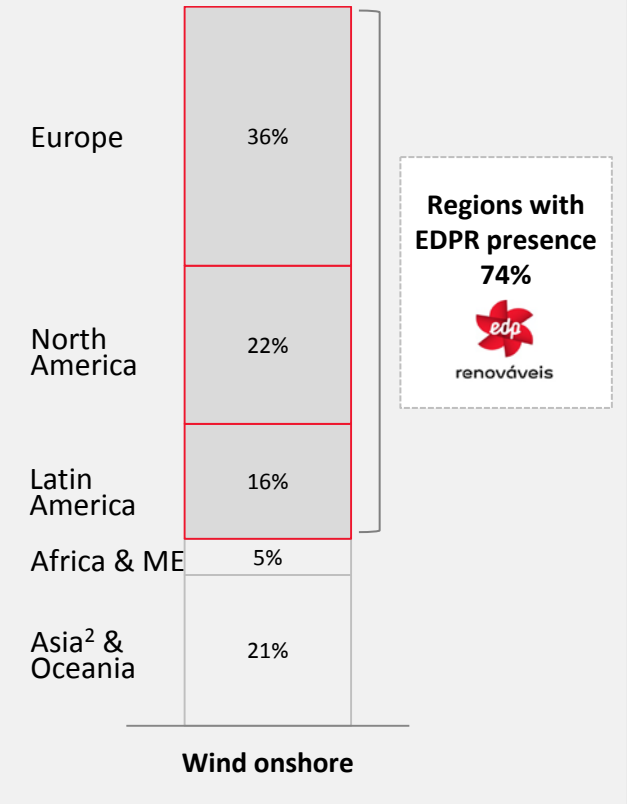 Europe
36%
Regions with
EDPR presence
74%
edp
renováveis
North
America
22%
Latin
America
16%
Africa & ME
5%
Asia² &
Oceania
21%
Wind onshore